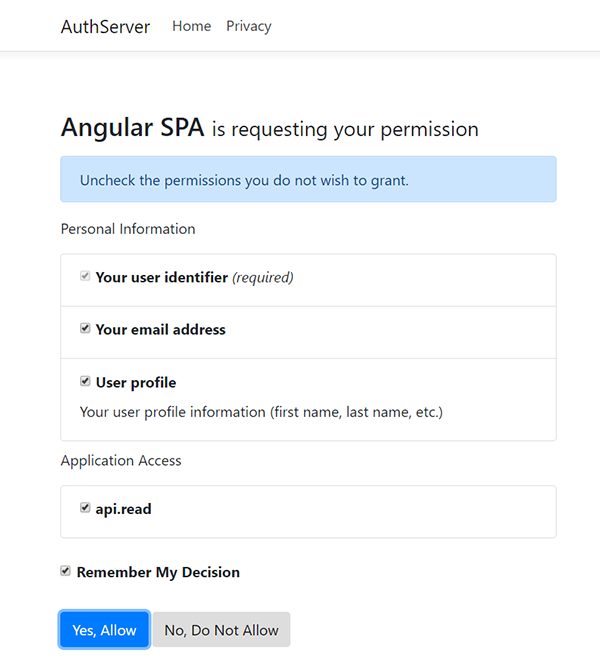 AuthServer Home Privacy
Angular SPA is requesting your permission
Uncheck the permissions you do not wish to grant.
Personal Information
Your user identifier (required)
Your email address
User profile
Your user profile information (first name, last name, etc.)
Application Access
api.read
Remember My Decision
Yes, Allow No, Do Not Allow